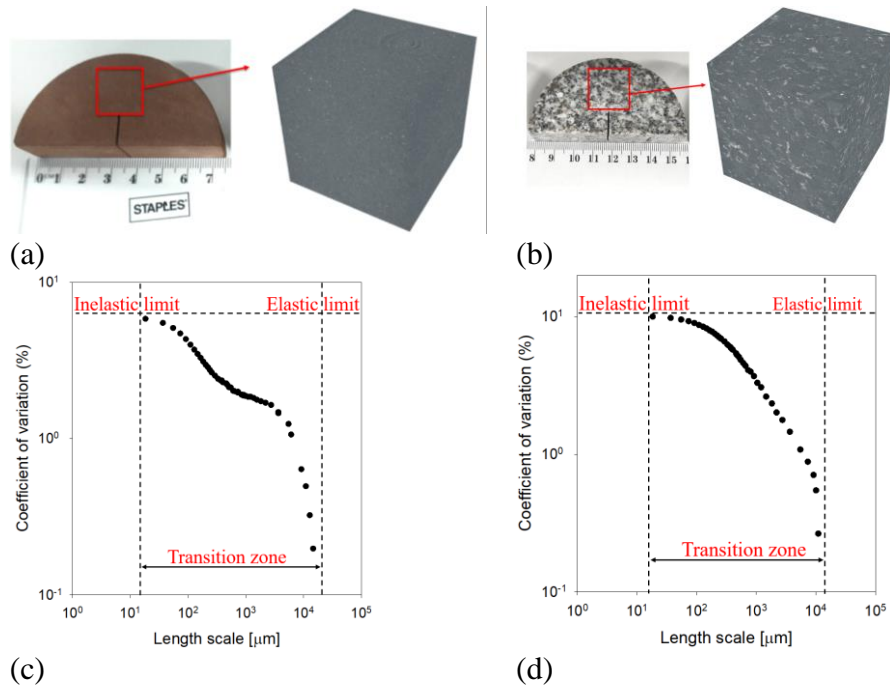 0 1 2 3 4 5 6 7
STAPLES
(a)
8 9 10 11 12 13 14 15 1
(b)
10¹
Inelastic limit
Elastic limit
10⁰
10⁻¹
Coefficient of variation (%)
Transition zone
10⁰ 10¹ 10² 10³ 10⁴ 10⁵
Length scale [μm]
(c)
10¹
Inelastic limit
Elastic limit
10⁰
10⁻¹
Coefficient of variation (%)
Transition zone
10⁰ 10¹ 10² 10³ 10⁴ 10⁵
Length scale [μm]
(d)